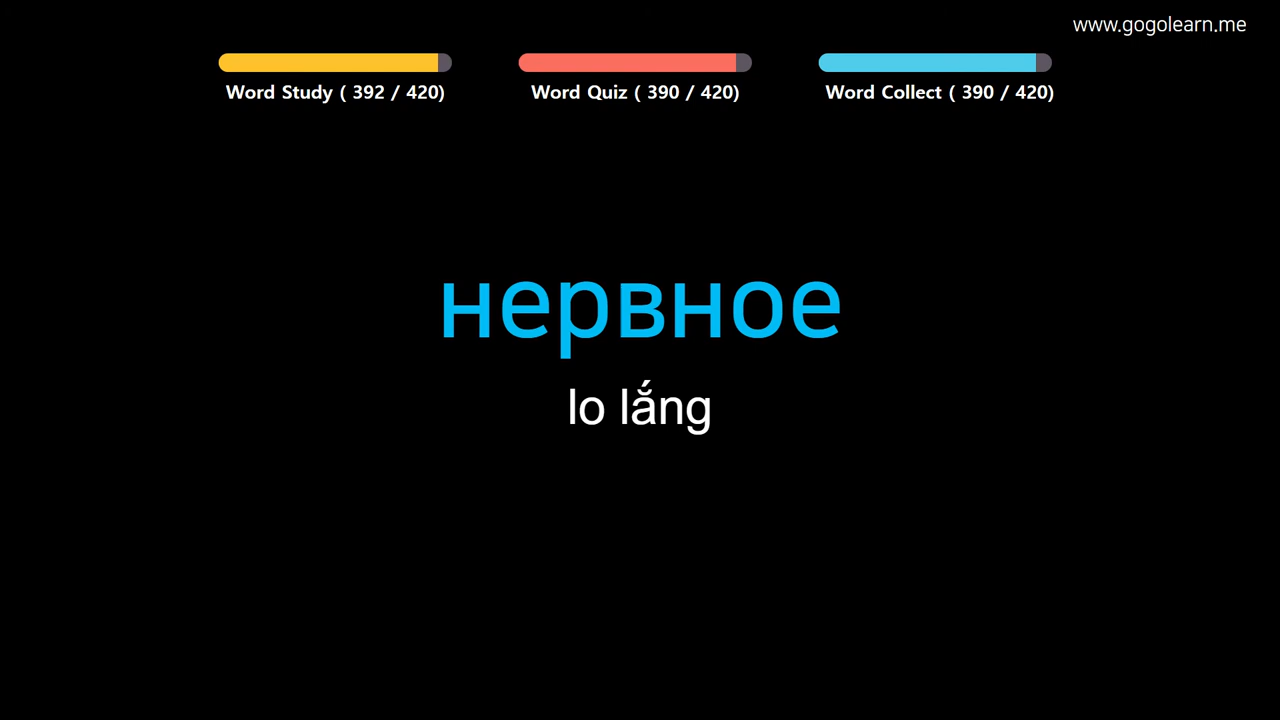 www.gogolearn.me
Word Study ( 392 / 420) Word Quiz ( 390 / 420) Word Collect ( 390 / 420)
нервное
lo lắng